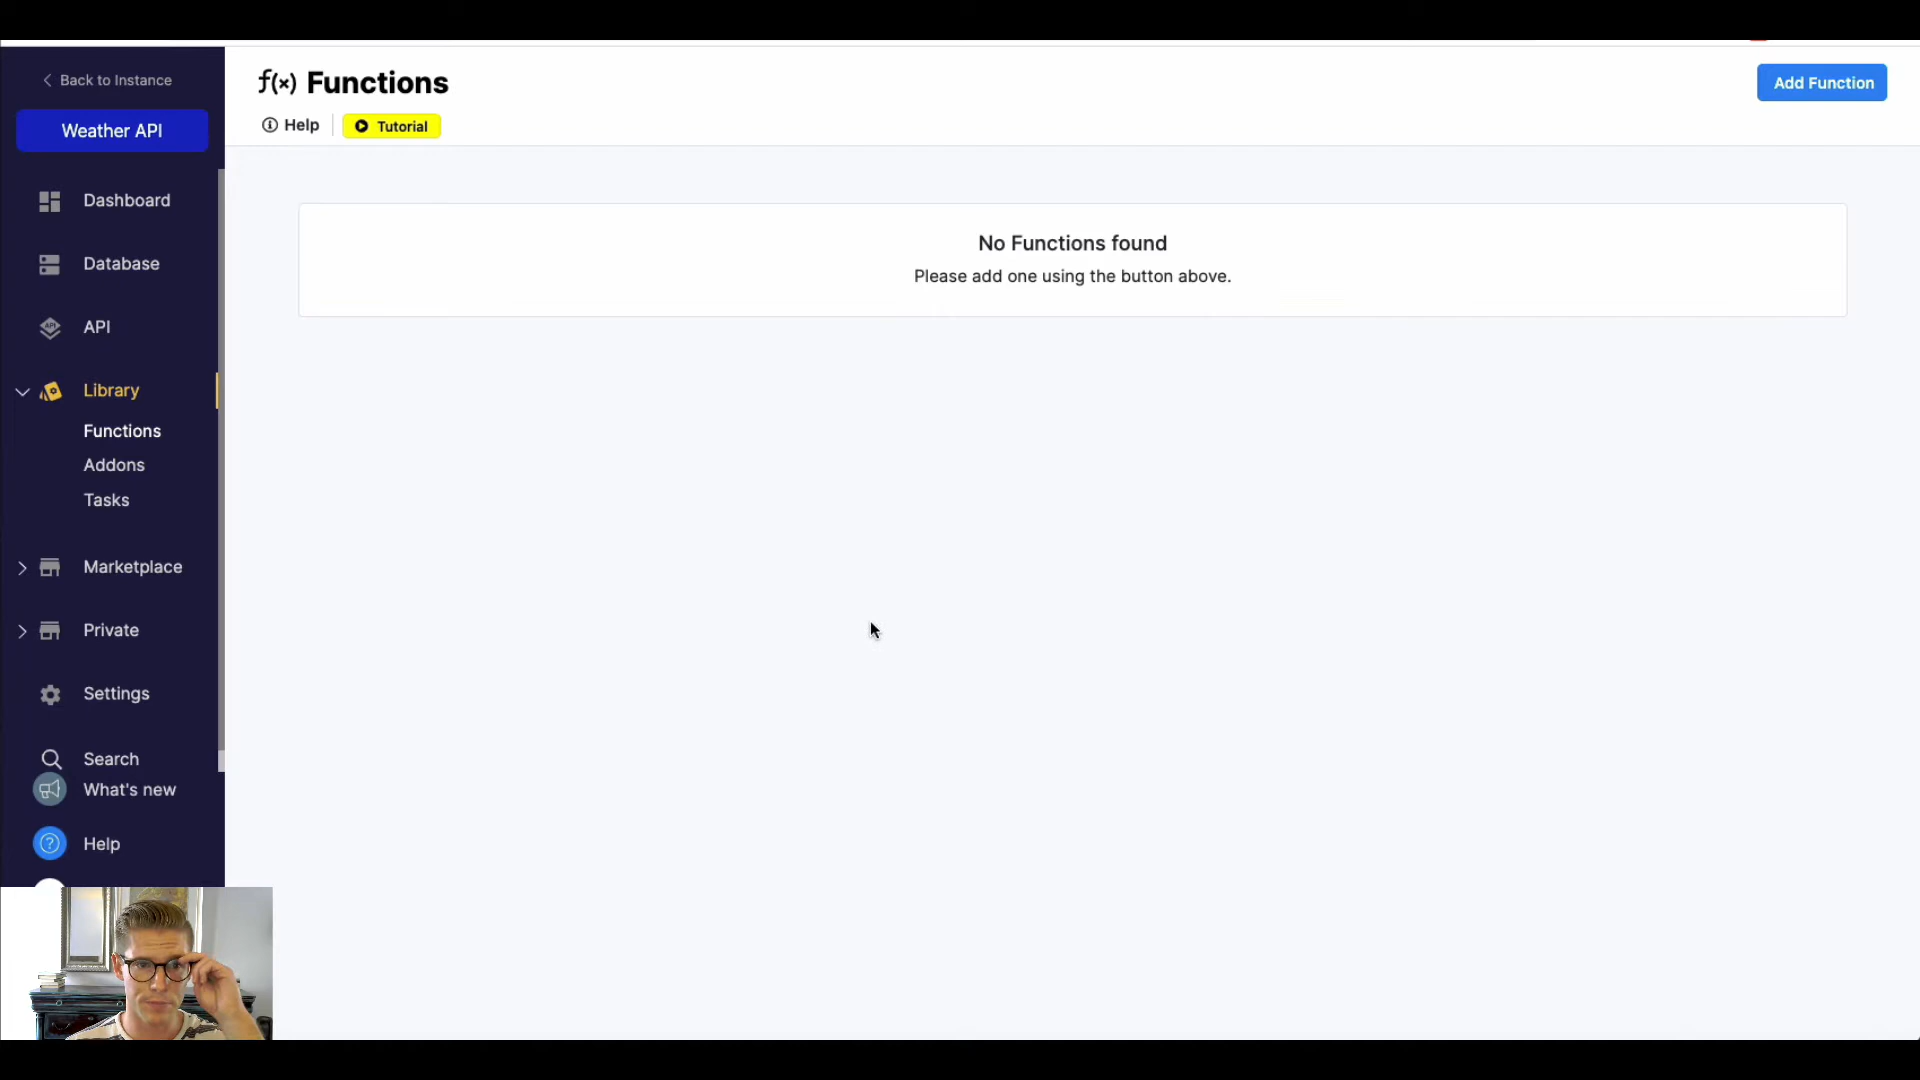 Back to Instance
Weather API
Dashboard
Database
API
Library
Functions
Addons
Tasks
Marketplace
Private
Settings
Search
What's new
Help
f(x) Functions
Help
Tutorial
Add Function
No Functions found
Please add one using the button above.